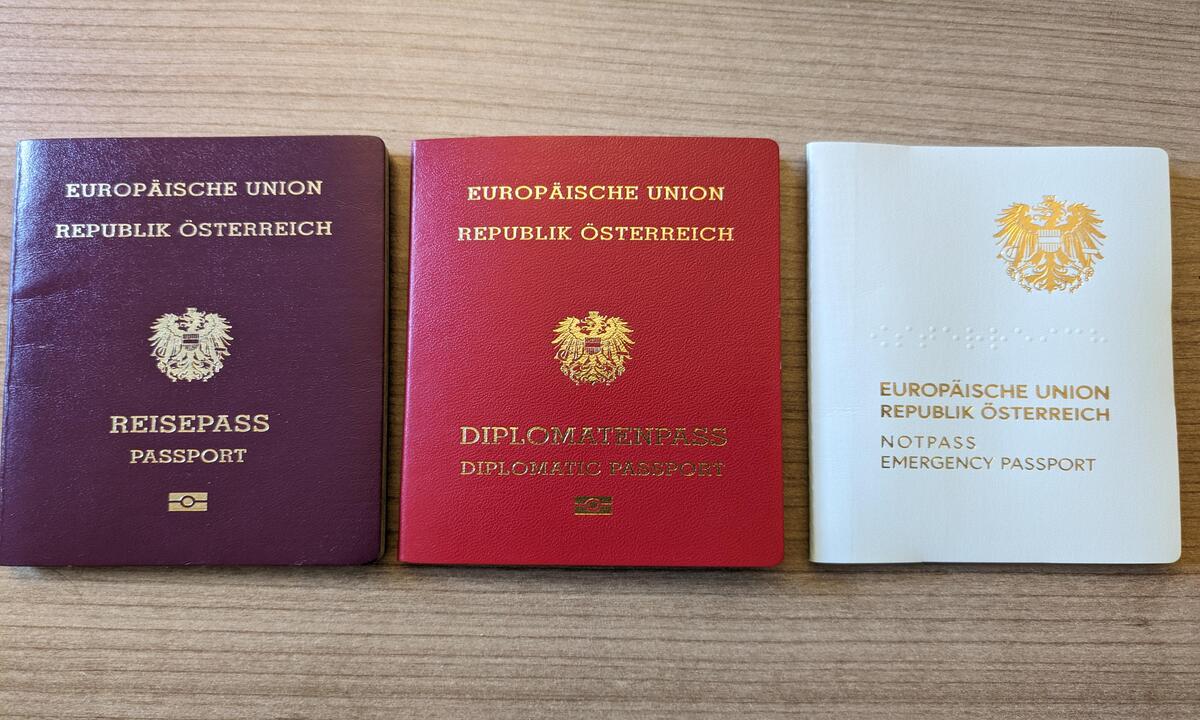 EUROPÄISCHE UNION
REPUBLIK ÖSTERREICH
REISEPASS
PASSPORT
EUROPÄISCHE UNION
REPUBLIK ÖSTERREICH
DIPLOMATENPASS
DIPLOMATIC PASSPORT
EUROPÄISCHE UNION
REPUBLIK ÖSTERREICH
NOTPASS
EMERGENCY PASSPORT